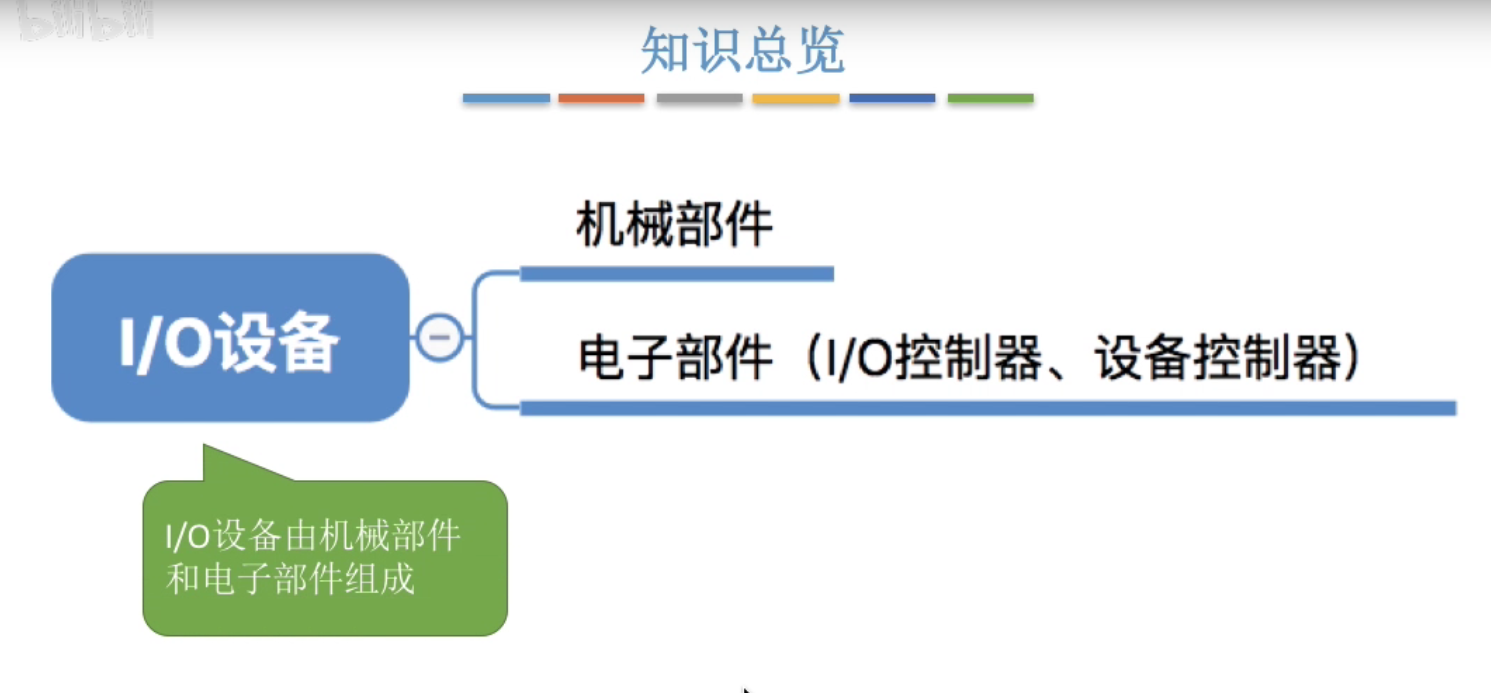 bilibili
知识总览
机械部件
I/O设备
电子部件（I/O控制器、设备控制器）
I/O设备由机械部件
和电子部件组成